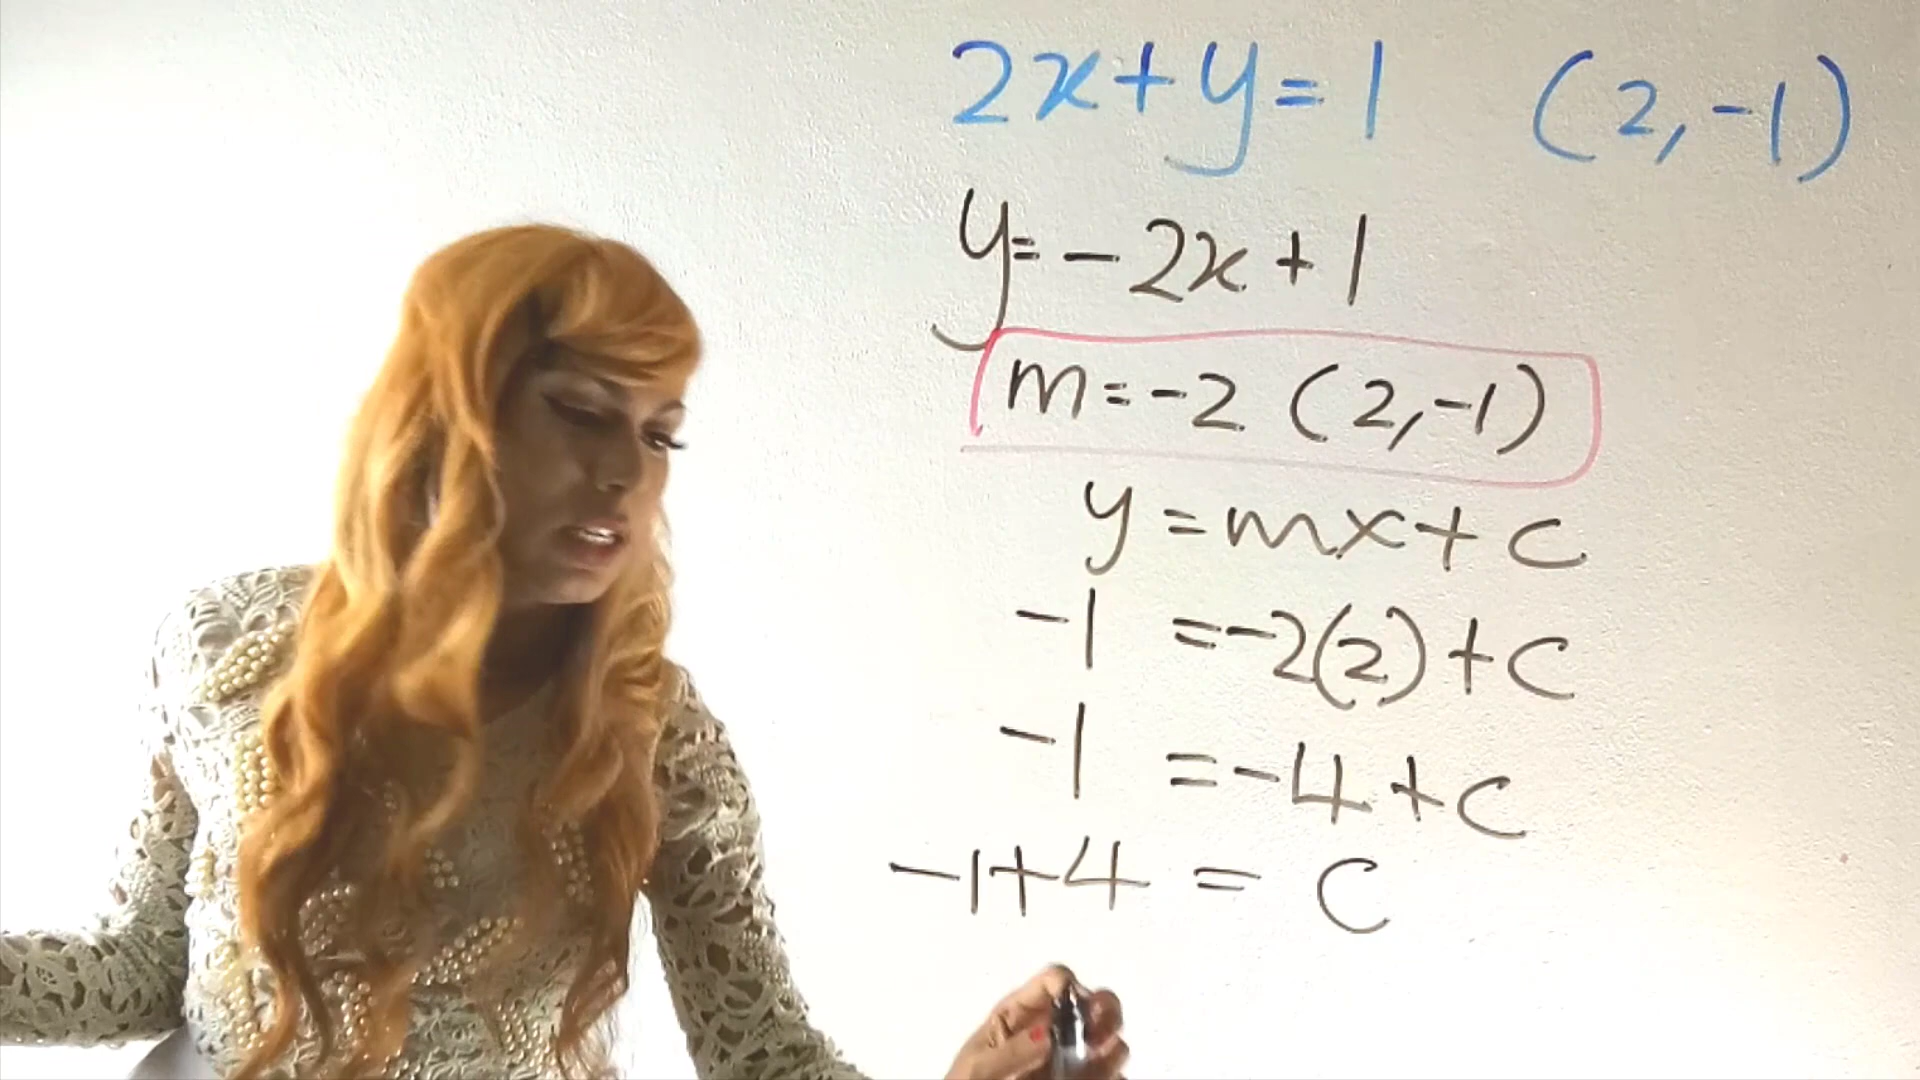 2x+y=1 (2,-1)
y=-2x+1
m=-2 (2,-1)
y=mx+c
-1=-2(2)+c
-1=-4+c
-1+4=c